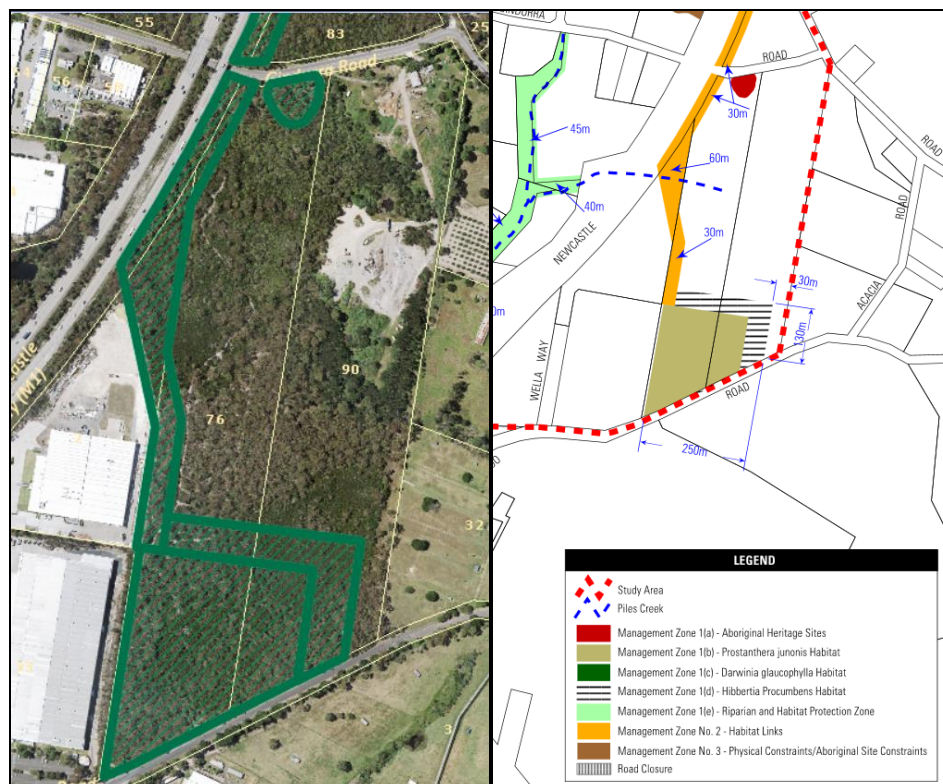 55
83
25
56
Road
76
90
32
3
(M1)
ROAD
30m
45m
60m
40m
NEWCASTLE
30m
ROAD
ROAD
ACACIA
30m
130m
WELLA WAY
ROAD
250m
LEGEND
Study Area
Piles Creek
Management Zone 1(a) - Aboriginal Heritage Sites
Management Zone 1(b) - Prostanthera junonis Habitat
Management Zone 1(c) - Darwinia glaucophylla Habitat
Management Zone 1(d) - Hibbertia Procumbens Habitat
Management Zone 1(e) - Riparian and Habitat Protection Zone
Management Zone No. 2 - Habitat Links
Management Zone No. 3 - Physical Constraints/Aboriginal Site Constraints
Road Closure